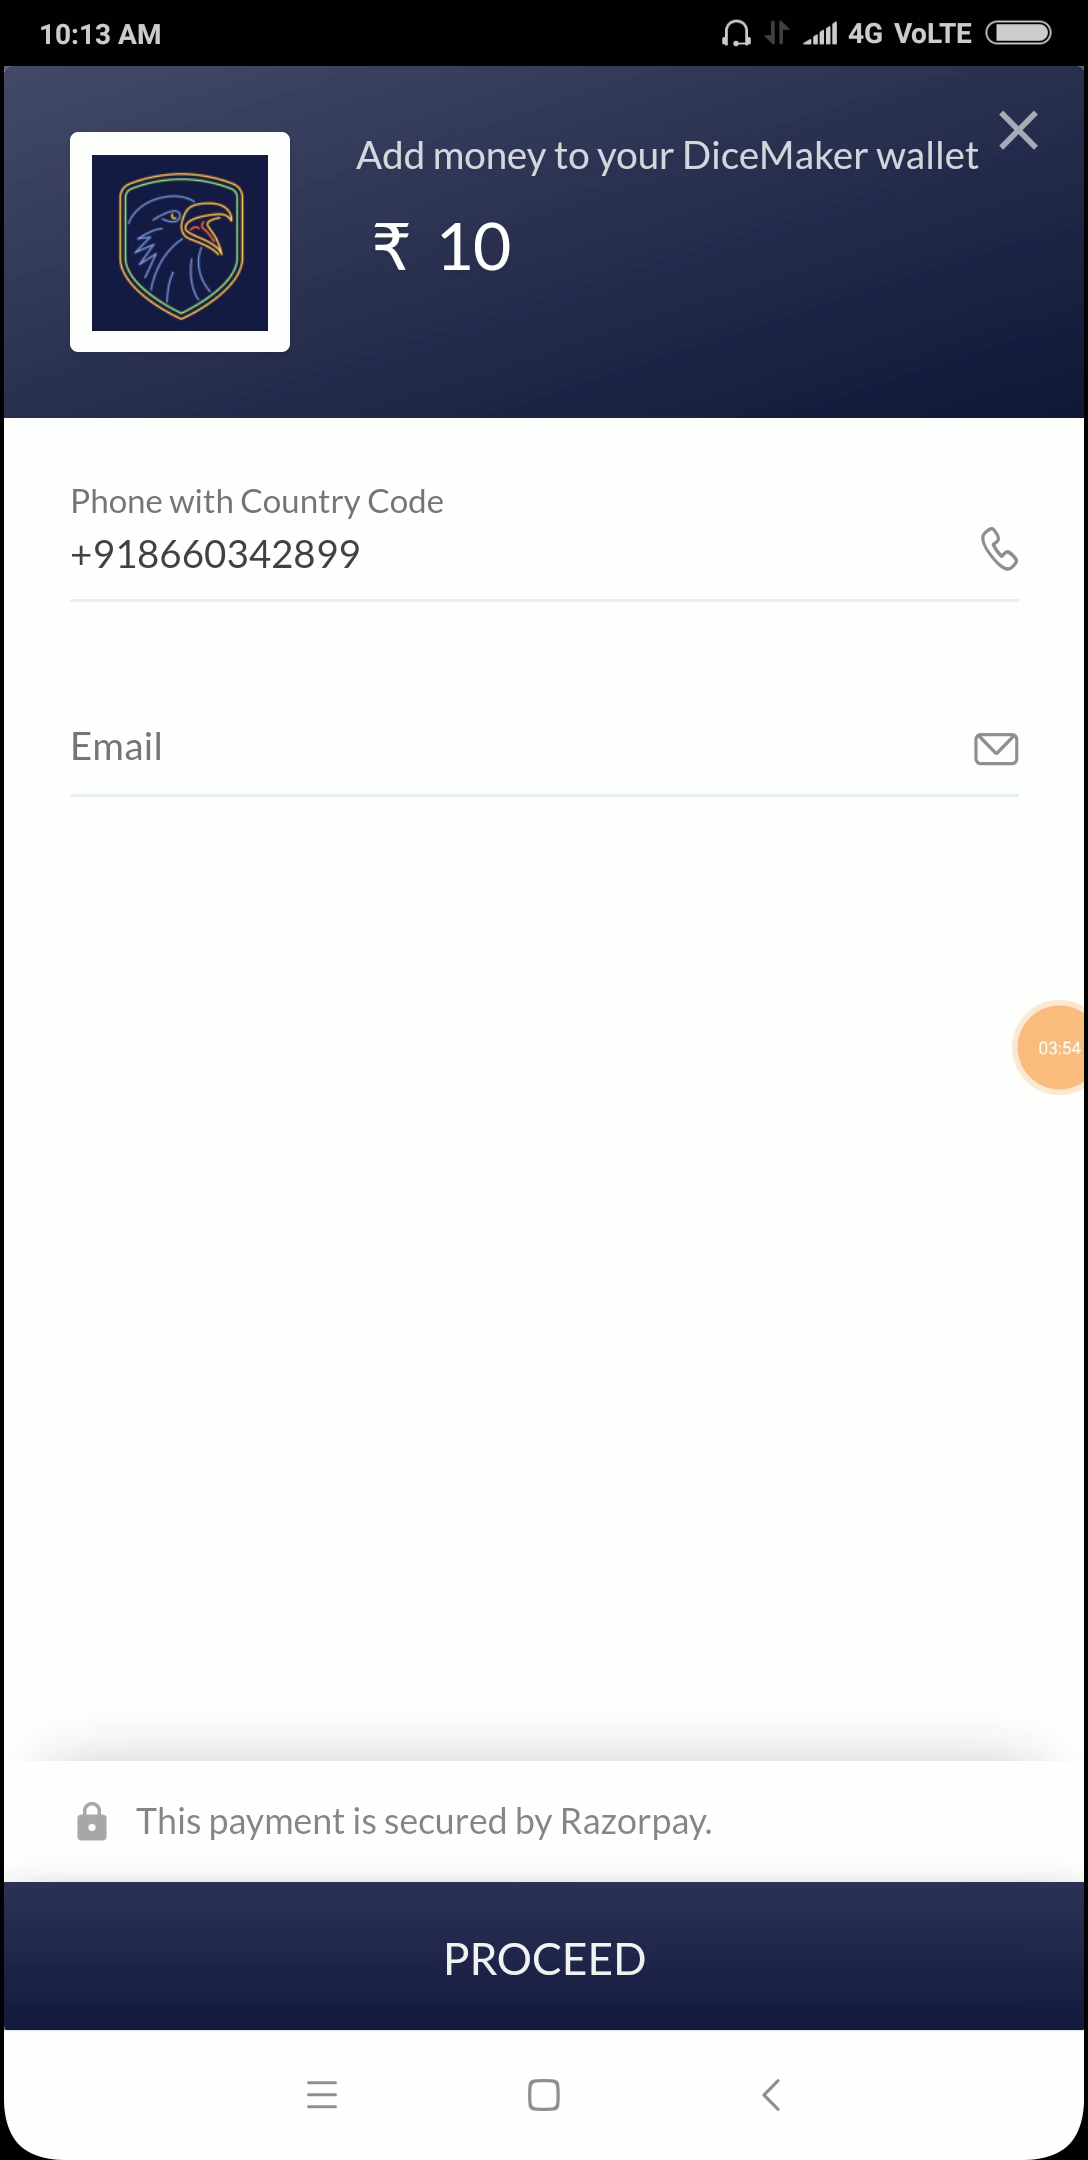 10:13 AM
4G VoLTE
Add money to your DiceMaker wallet
₹ 10
Phone with Country Code
+918660342899
Email
03:54
This payment is secured by Razorpay.
PROCEED